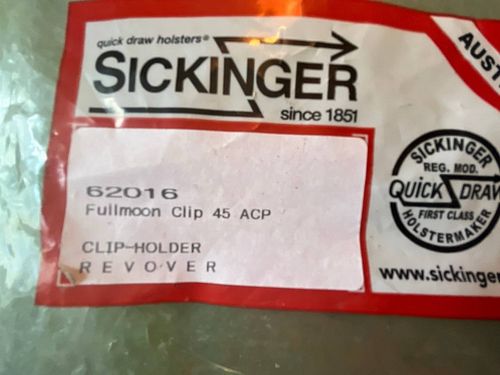 quick draw holsters®
SICKINGER
since 1851
62016
Fullmoon Clip 45 ACP
CLIP-HOLDER
REVOVER
AUST
SICKINGER
REG. MOD.
QUICK DRAW
FIRST CLASS
HOLSTERMAKER
www.sickinger